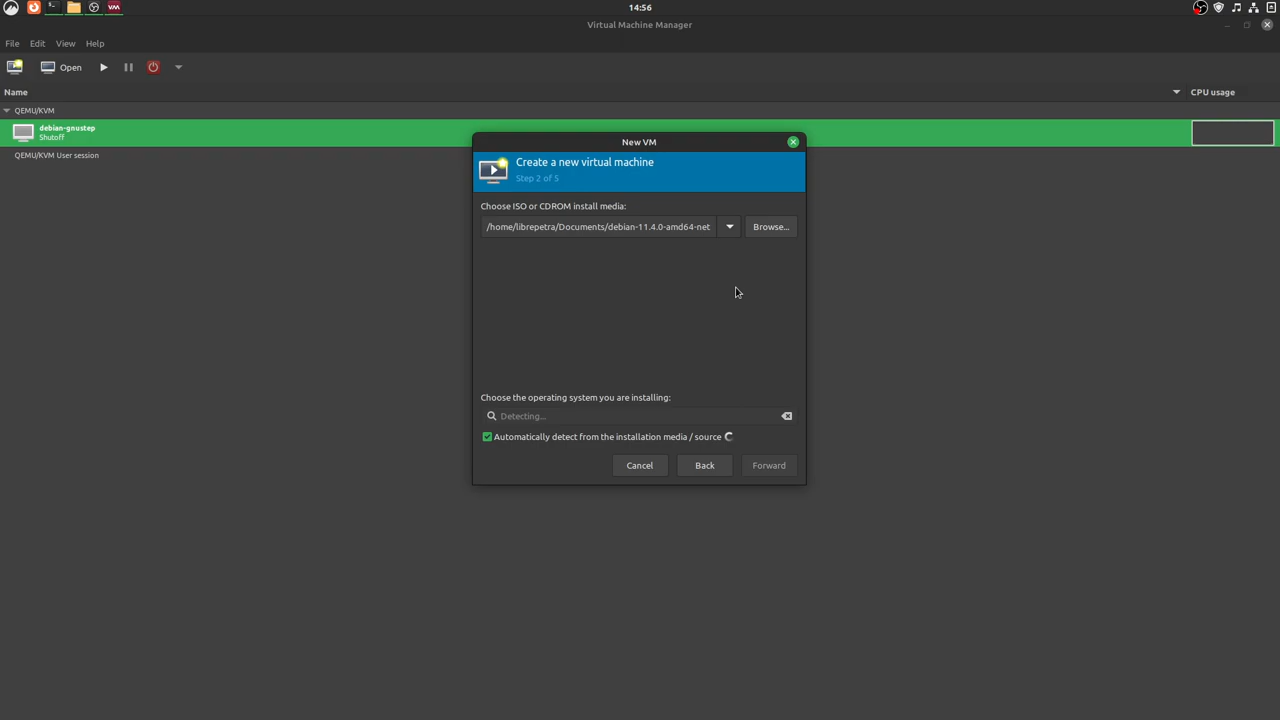 14:56
Virtual Machine Manager
File Edit View Help
Open
Name CPU usage
QEMU/KVM
debian-gnustep
Shutoff
QEMU/KVM User session
New VM
Create a new virtual machine
Step 2 of 5
Choose ISO or CDROM install media:
/home/librepetra/Documents/debian-11.4.0-amd64-net Browse...
Choose the operating system you are installing:
Detecting...
Automatically detect from the installation media / source
Cancel Back Forward